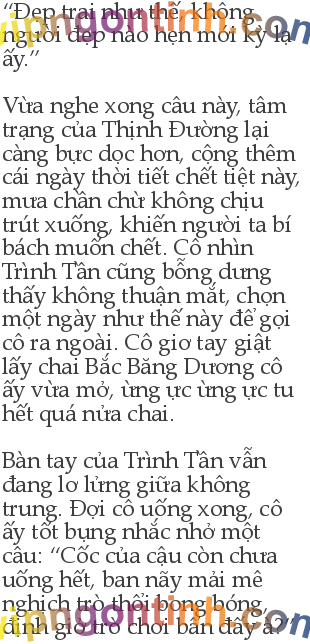 “Đẹp trai như thế, không
người đẹp nào hẹn mới kỳ lạ
ấy.”
Vừa nghe xong câu này, tâm
trạng của Thịnh Đường lại
càng bực dọc hơn, cộng thêm
cái ngày thời tiết chết tiệt này,
mưa chần chừ không chịu
trút xuống, khiến người ta bí
bách muốn chết. Cô nhìn
Trình Tần cũng bỗng dưng
thấy không thuận mắt, chọn
một ngày như thế này để gọi
cô ra ngoài. Cô giơ tay giật
lấy chai Bắc Băng Dương cô
ấy vừa mở, ừng ực ừng ực tu
hết quá nửa chai.
Bàn tay của Trình Tần vẫn
đang lơ lửng giữa không
trung. Đợi cô uống xong, cô
ấy tốt bụng nhắc nhở một
câu: “Cốc của cậu còn chưa
uống hết, ban nãy mải mê
nghịch trò thổi bong bóng,
định giở trò chơi bẩn đấy à?”